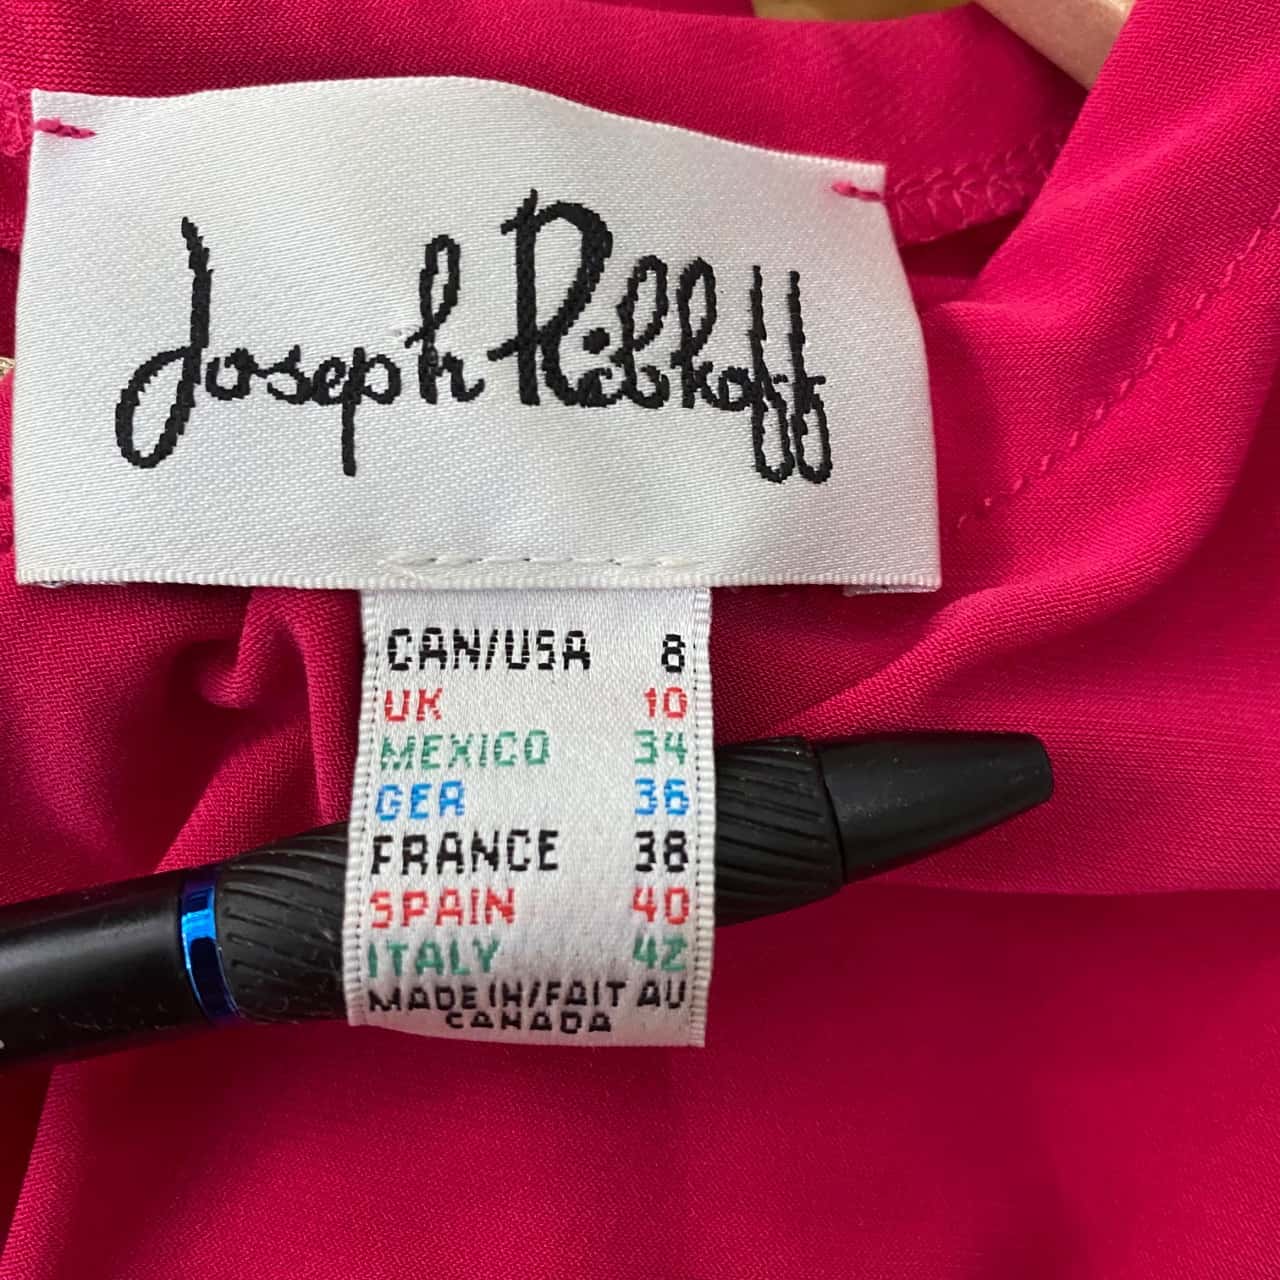 Joseph Ribkoff
CAN/USA 8
UK 10
MEXICO 34
GER 36
FRANCE 38
SPAIN 40
ITALY 42
MADE IN/FAIT AU
CANADA